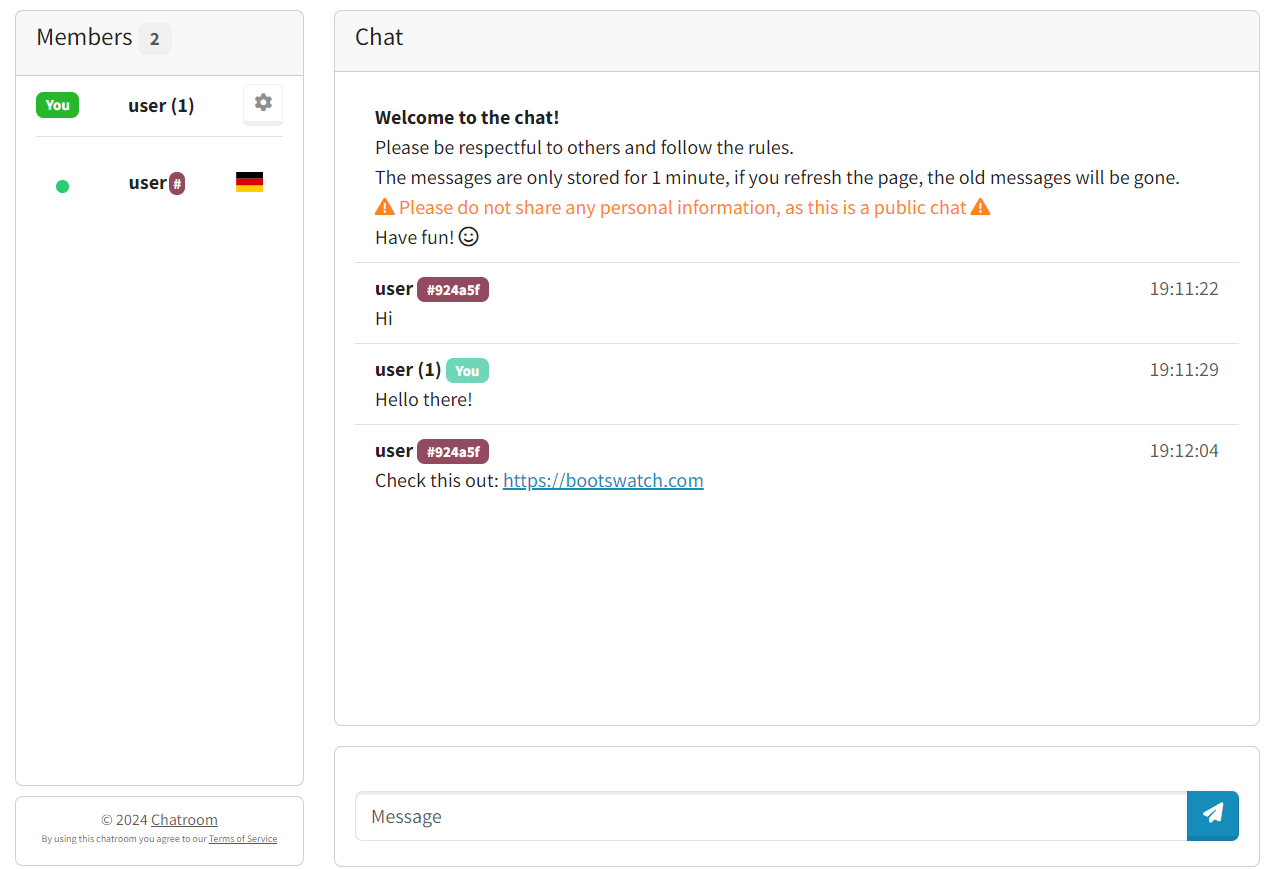 Members 2
You user (1)
user #
© 2024 Chatroom
By using this chatroom you agree to our Terms of Service
Chat
Welcome to the chat!
Please be respectful to others and follow the rules.
The messages are only stored for 1 minute, if you refresh the page, the old messages will be gone.
Please do not share any personal information, as this is a public chat
Have fun!
user #924a5f 19:11:22
Hi
user (1) You 19:11:29
Hello there!
user #924a5f 19:12:04
Check this out: https://bootswatch.com
Message